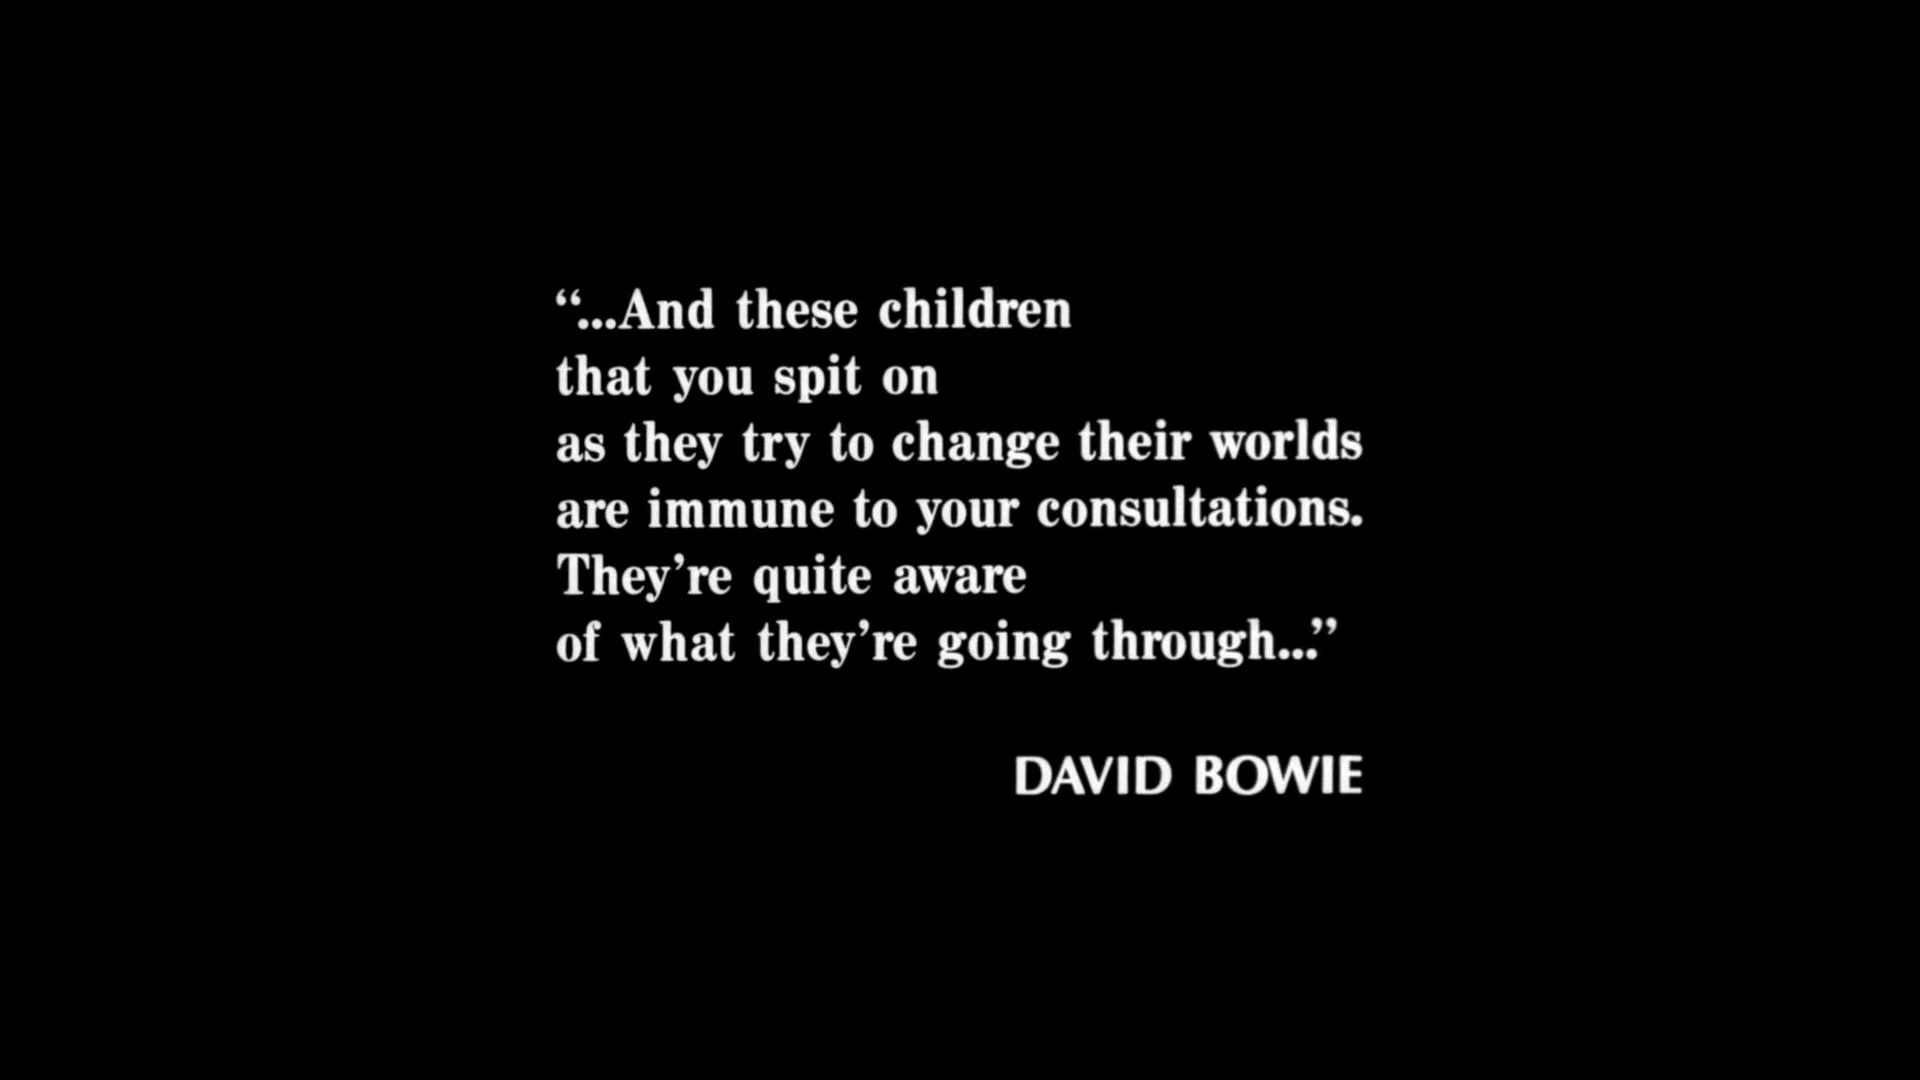 “...And these children
that you spit on
as they try to change their worlds
are immune to your consultations.
They’re quite aware
of what they’re going through...”
DAVID BOWIE